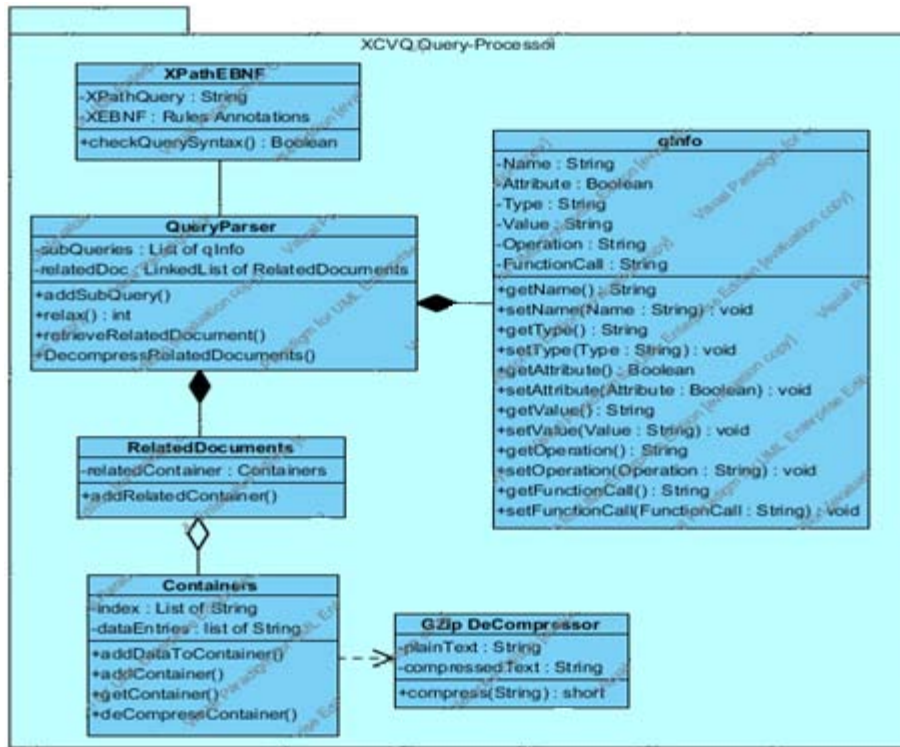 XCVQ Query-Processor
XPathEBNF
-XPathQuery : String
-XEBNF : Rules Annotations
+checkQuerySyntax() : Boolean
QueryParser
-subQueries : List of qInfo
-relatedDoc : LinkedList of RelatedDocuments
+addSubQuery()
+relax() : int
+retrieveRelatedDocument()
+DecompressRelatedDocuments()
qInfo
-Name : String
-Attribute : Boolean
-Type : String
-Value : String
-Operation : String
-FunctionCall : String
+getName() : String
+setName(Name : String) : void
+getType() : String
+setType(Type : String) : void
+getAttribute() : Boolean
+setAttribute(Attribute : Boolean) : void
+getValue() : String
+setValue(Value : String) : void
+getOperation() : String
+setOperation(Operation : String) : void
+getFunctionCall() : String
+setFunctionCall(FunctionCall : String) : void
RelatedDocuments
-relatedContainer : Containers
+addRelatedContainer()
Containers
-index : List of String
-dataEntries : list of String
+addDataToContainer()
+addContainer()
+getContainer()
+deCompressContainer()
GZip DeCompressor
-plainText : String
-compressedText : String
+compress(String) : short